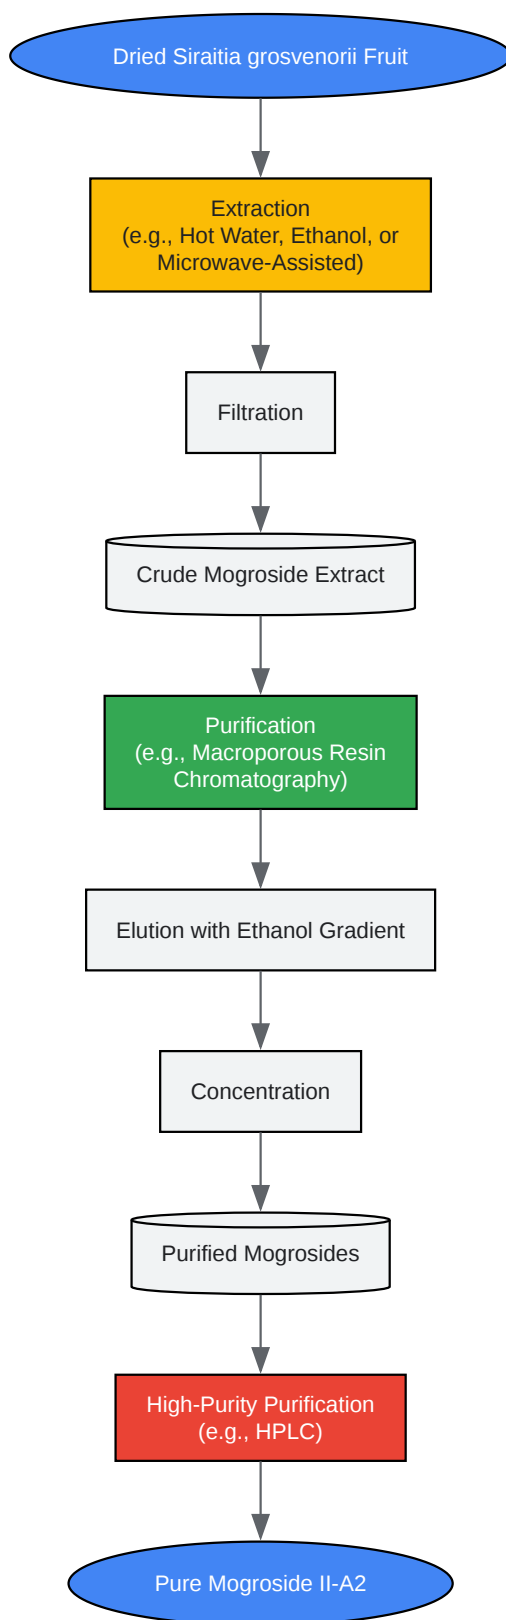 Dried Siraitia grosvenorii Fruit
Extraction
(e.g., Hot Water, Ethanol, or
Microwave-Assisted)
Filtration
Crude Mogroside Extract
Purification
(e.g., Macroporous Resin
Chromatography)
Elution with Ethanol Gradient
Concentration
Purified Mogrosides
High-Purity Purification
(e.g., HPLC)
Pure Mogroside II-A2